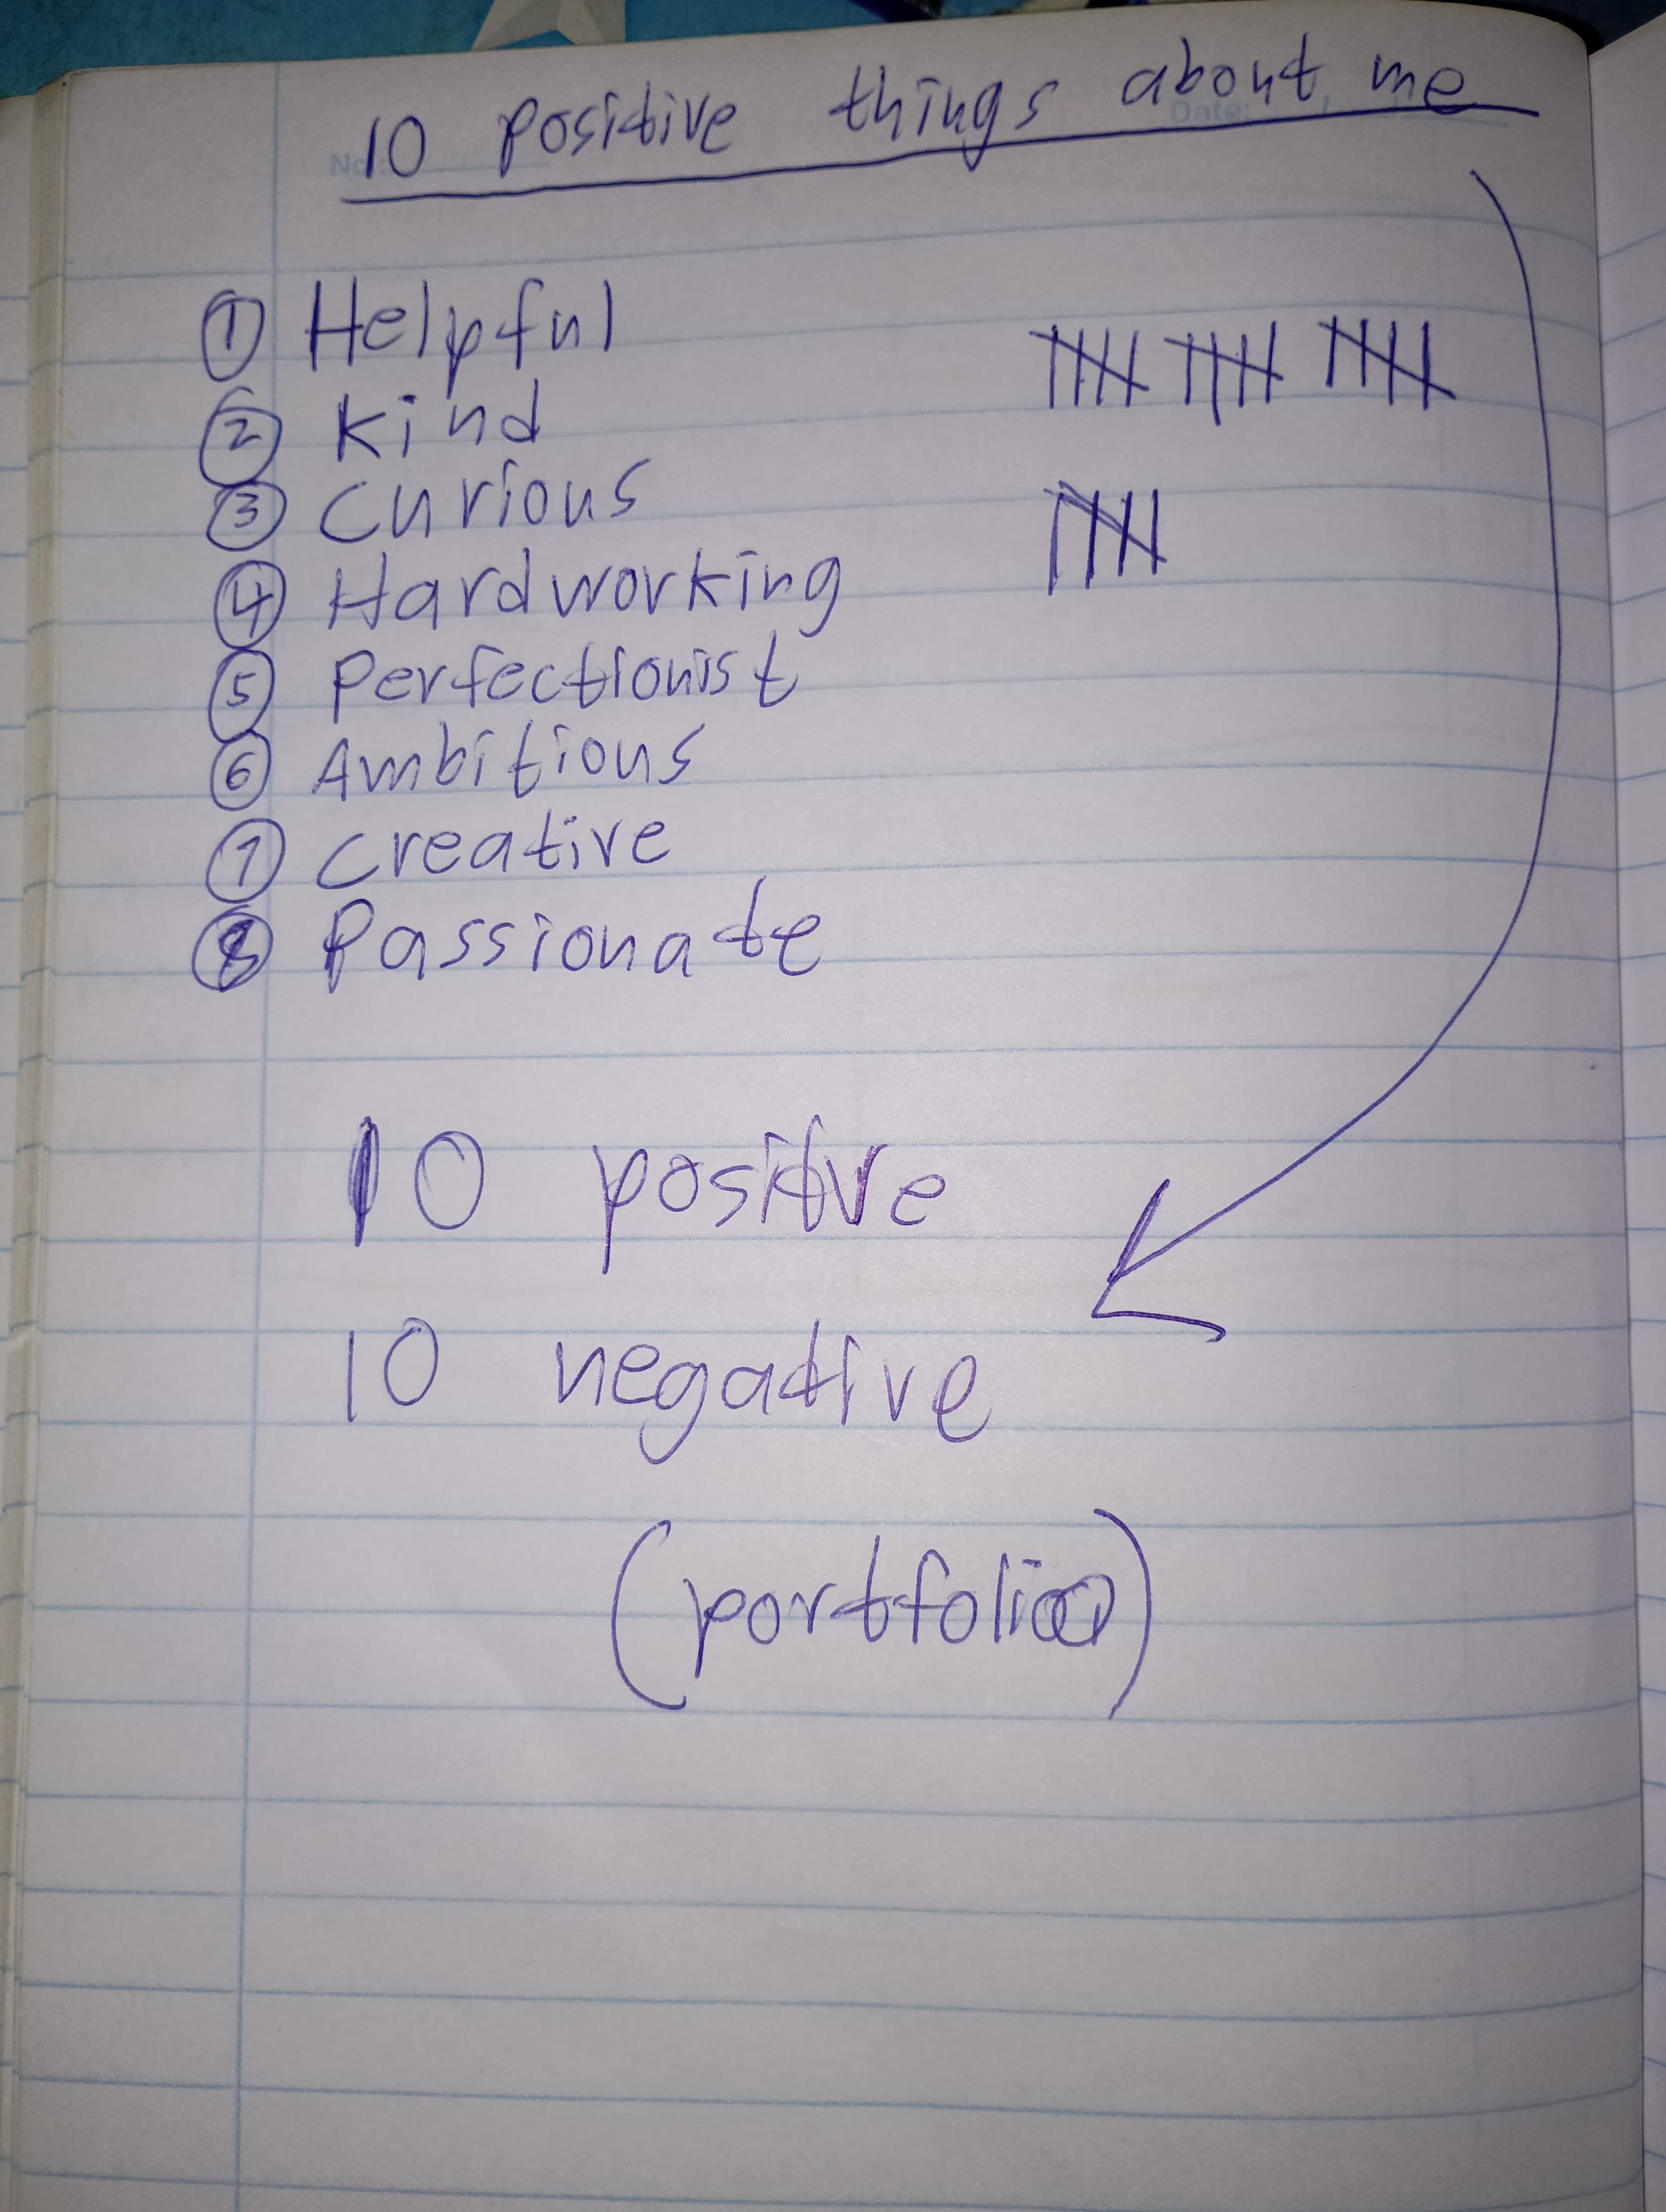 10 positive things about me
No.:
Date:
① Helpful
② Kind
③ Curious
④ Hardworking
⑤ Perfectionist
⑥ Ambitious
⑦ Creative
⑧ Passionate
10 positive
10 negative
(portfolio)